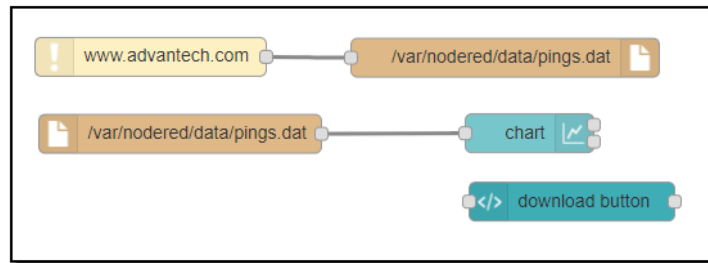 www.advantech.com
/var/nodered/data/pings.dat
/var/nodered/data/pings.dat
chart
</> download button